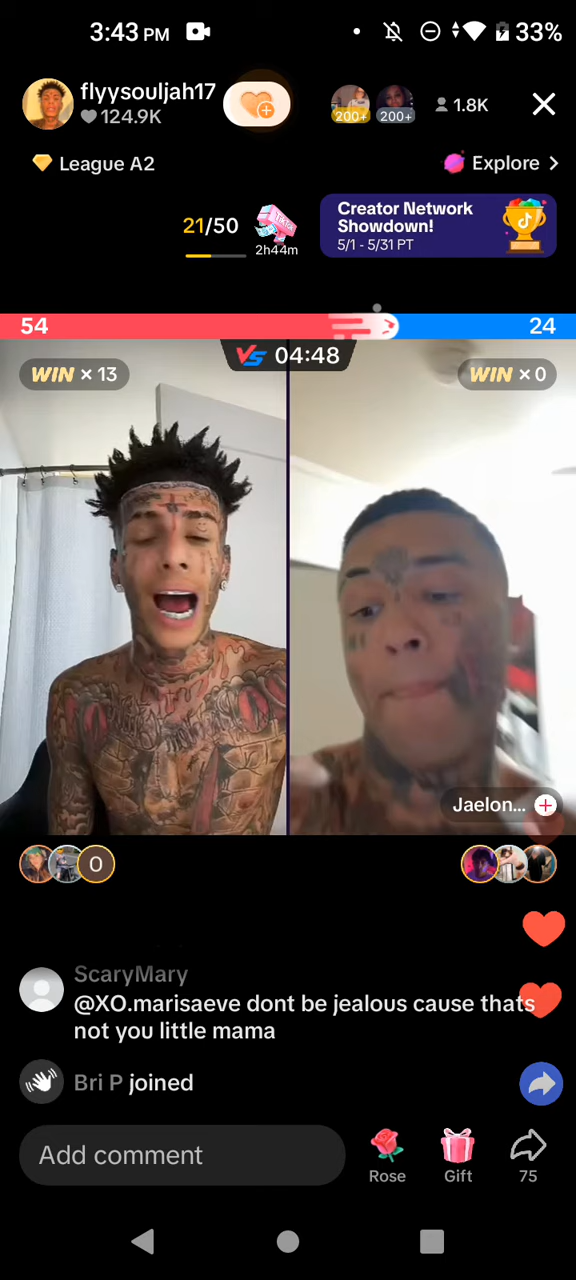 3:43 PM
33%
flyysouljah17
124.9K
200+
200+
1.8K
League A2
Explore >
21/50
TikTok
2h44m
Creator Network
Showdown!
5/1 - 5/31 PT
54
24
VS 04:48
WIN × 13
WIN × 0
Jaelon...
0
ScaryMary
@XO.marisaeve dont be jealous cause thats
not you little mama
Bri P joined
Add comment
Rose
Gift
75